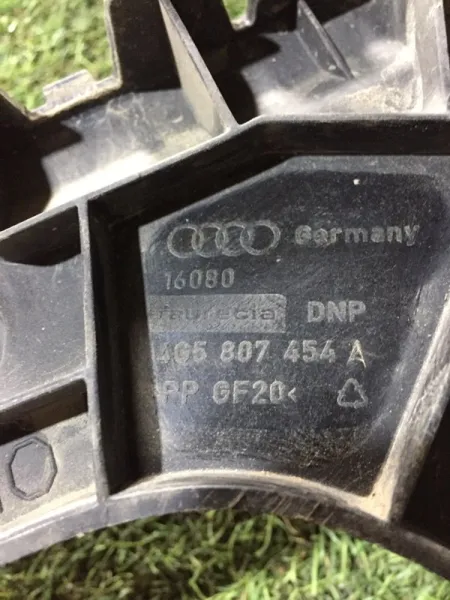 Germany
16080
faurecia DNP
4G5 807 454 A
>PP GF20<